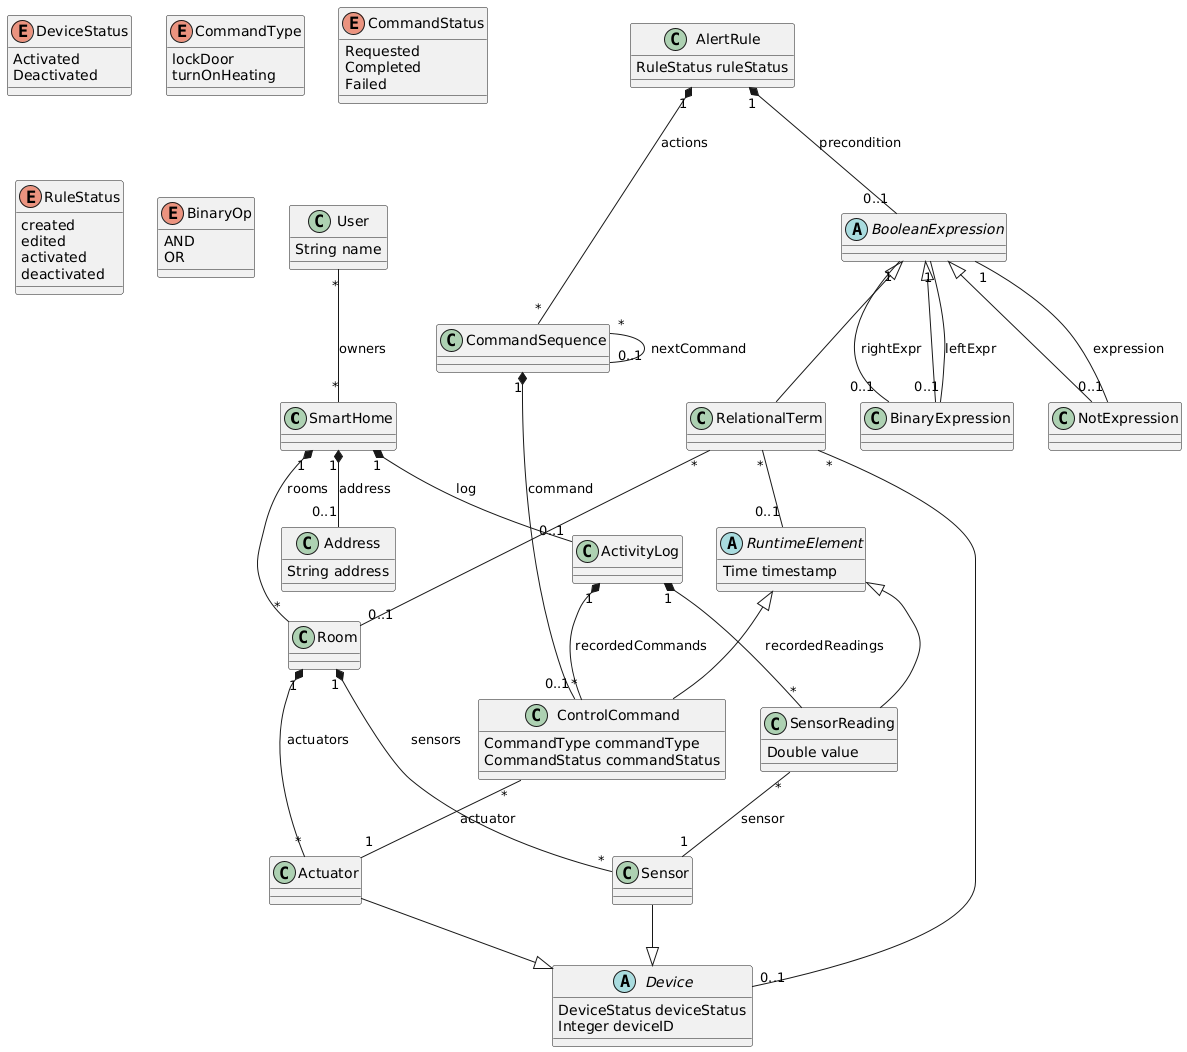 E DeviceStatus
Activated
Deactivated
E CommandType
lockDoor
turnOnHeating
E CommandStatus
Requested
Completed
Failed
C AlertRule
RuleStatus ruleStatus
1
1
actions
precondition
E RuleStatus
created
edited
activated
deactivated
E BinaryOp
AND
OR
C User
String name
*
owners
*
0..1
A BooleanExpression
*
C CommandSequence
*
0..1
nextCommand
1
1
1
1
rightExpr
leftExpr
expression
0..1
0..1
0..1
C SmartHome
C RelationalTerm
C BinaryExpression
C NotExpression
1
1
1
rooms
address
log
command
*
*
*
0..1
0..1
0..1
C Address
String address
C ActivityLog
A RuntimeElement
Time timestamp
*
0..1
1
1
C Room
recordedCommands
recordedReadings
1
1
0..1
*
*
C ControlCommand
CommandType commandType
CommandStatus commandStatus
C SensorReading
Double value
actuators
sensors
*
*
actuator
sensor
*
1
*
1
C Actuator
C Sensor
A Device
DeviceStatus deviceStatus
Integer deviceID
0..1